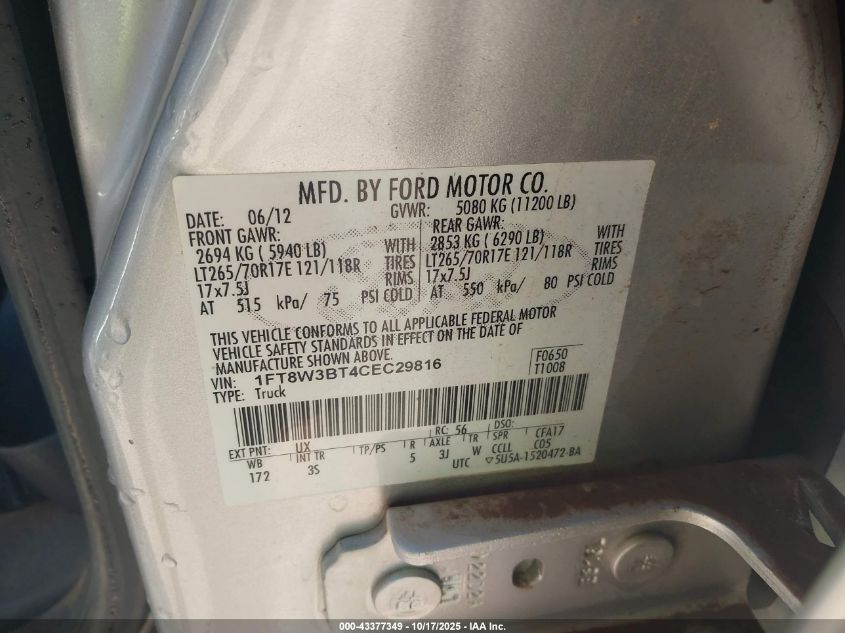 MFD. BY FORD MOTOR CO.
DATE: 06/12 GVWR: 5080 KG (11200 LB)
FRONT GAWR: REAR GAWR:
2694 KG ( 5940 LB) WITH 2853 KG ( 6290 LB) WITH
LT265/70R17E 121/118R TIRES LT265/70R17E 121/118R TIRES
17x7.5J RIMS 17x7.5J RIMS
AT 515 kPa/ 75 PSI COLD AT 550 kPa/ 80 PSI COLD
THIS VEHICLE CONFORMS TO ALL APPLICABLE FEDERAL MOTOR
VEHICLE SAFETY STANDARDS IN EFFECT ON THE DATE OF
MANUFACTURE SHOWN ABOVE.
VIN: 1FT8W3BT4CEC29816 F0650
TYPE: Truck T1008
EXT PNT: UX RC: 56 DSO:
WB INT TR TP/PS R AXLE TR SPR CFA17
172 3S 5 3J W CCLL C05
UTC ▽5U5A-1520472-BA
000-43377349 - 10/17/2025 - IAA Inc.